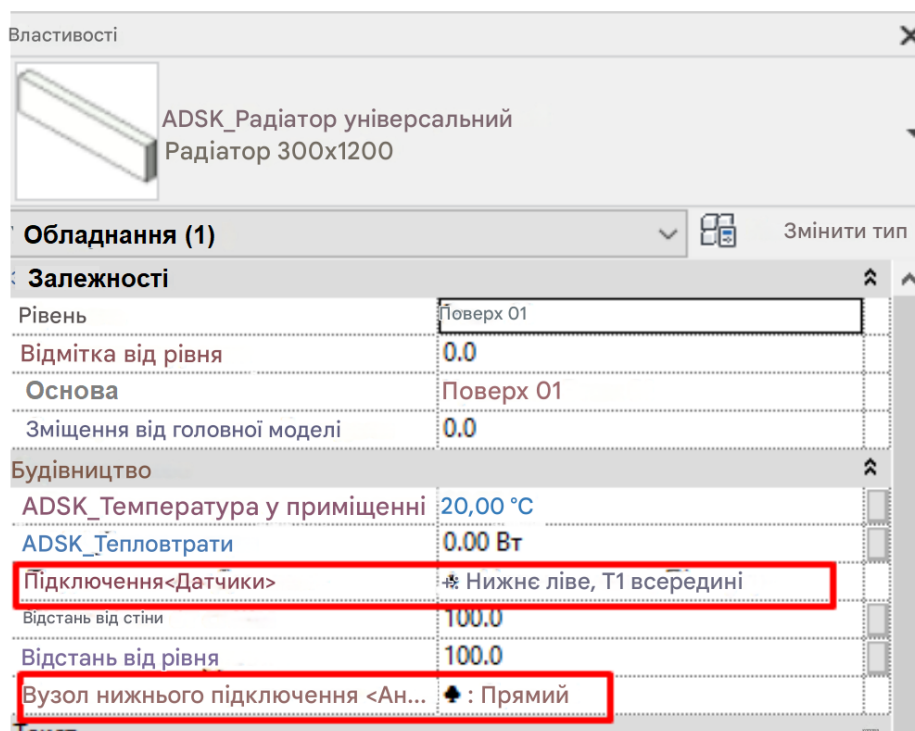 Властивості
ADSK_Радіатор універсальний
Радіатор 300x1200
Обладнання (1)
Змінити тип
Залежності
Рівень Поверх 01
Відмітка від рівня 0.0
Основа Поверх 01
Зміщення від головної моделі 0.0
Будівництво
ADSK_Температура у приміщенні 20,00 °C
ADSK_Тепловтрати 0.00 Вт
Підключення<Датчики> Нижнє ліве, Т1 всередині
Відстань від стіни 100.0
Відстань від рівня 100.0
Вузол нижнього підключення <Ан... : Прямий